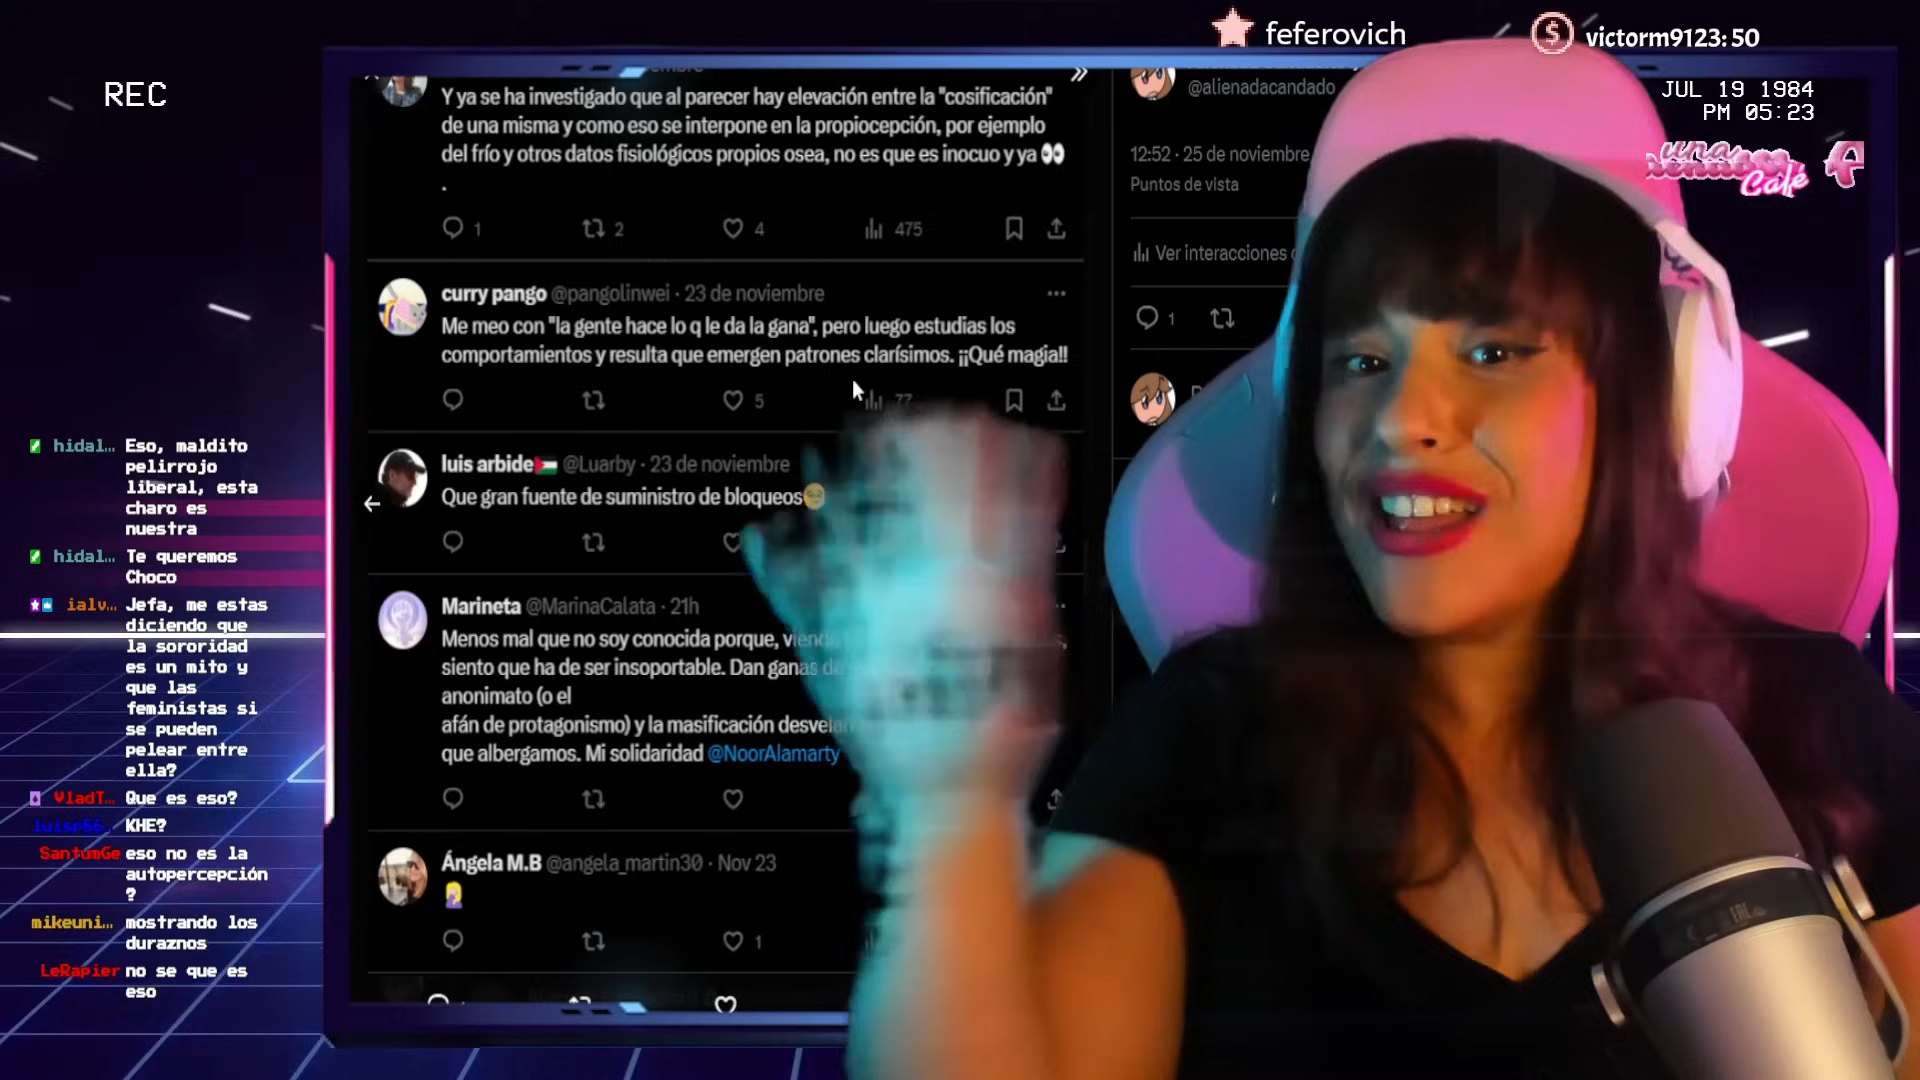 feferovich
victorm9123: 50
REC
JUL 19 1984
PM 05:23
una
Café
Y ya se ha investigado que al parecer hay elevación entre la "cosificación"
de una misma y como eso se interpone en la propiocepción, por ejemplo
del frío y otros datos fisiológicos propios osea, no es que es inocuo y ya 👀
.
1 2 4 475
curry pango @pangolinwei · 23 de noviembre
Me meo con "la gente hace lo q le da la gana", pero luego estudias los
comportamientos y resulta que emergen patrones clarísimos. ¡¡Qué magia!!
5 77
luis arbide🇵🇸 @Luarby · 23 de noviembre
Que gran fuente de suministro de bloqueos
Marineta @MarinaCalata · 21h
Menos mal que no soy conocida porque,
siento que ha de ser insoportable. Dan ganas
anonimato (o el
afán de protagonismo) y la masificación
que albergamos. Mi solidaridad @NoorAlamarty
Ángela M.B @angela_martin30 · Nov 23
1
@alienadacandado
12:52 · 25 de noviembre
Puntos de vista
Ver interacciones
1
hidal... Eso, maldito
pelirrojo
liberal, esta
charo es
nuestra
hidal... Te queremos
Choco
ialv... Jefa, me estas
diciendo que
la sororidad
es un mito y
que las
feministas si
se pueden
pelear entre
ella?
VladT... Que es eso?
luisp86... KHE?
SantumGe eso no es la
autopercepción
?
mikeuni... mostrando los
duraznos
LeRapier no se que es
eso